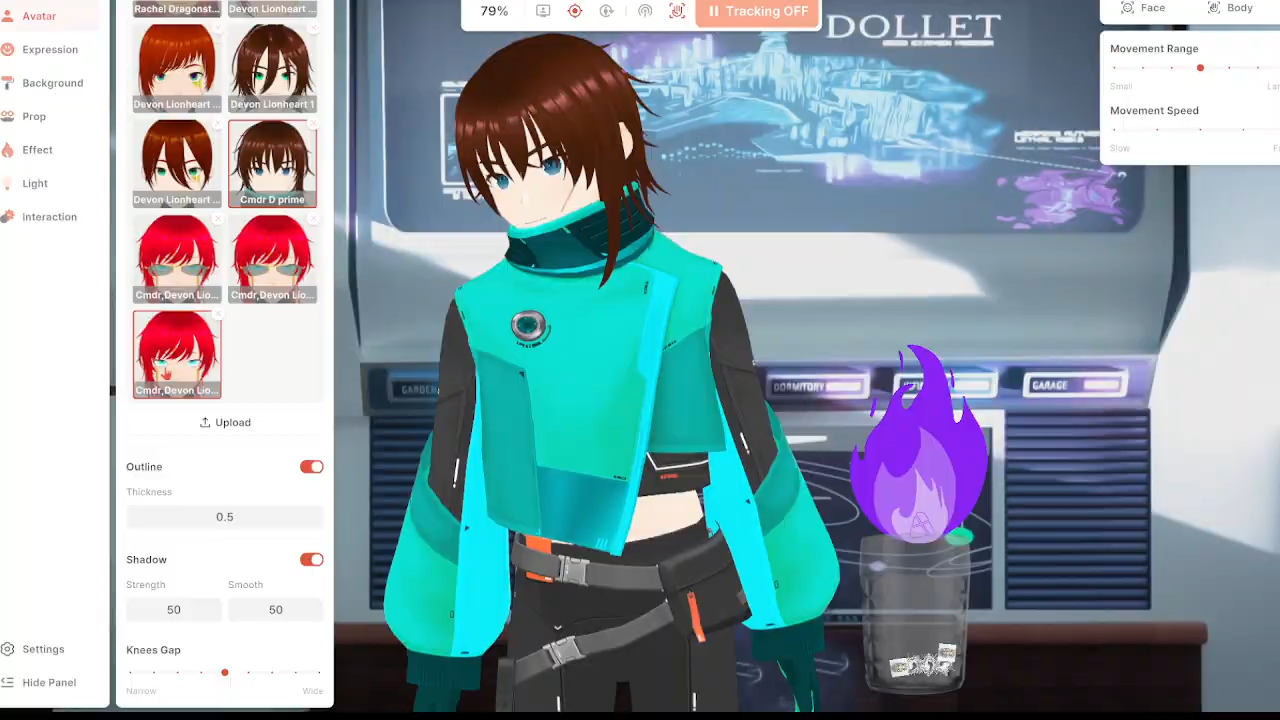 Avatar
Expression
Background
Prop
Effect
Light
Interaction
Settings
Hide Panel
Rachel Dragonst...
Devon Lionheart ...
Devon Lionheart ...
Devon Lionheart 1
Devon Lionheart ...
Cmdr D prime
Cmdr,Devon Lio...
Cmdr,Devon Lio...
Cmdr,Devon Lio...
Upload
Outline
Thickness
0.5
Shadow
Strength
Smooth
50
50
Knees Gap
Narrow
Wide
79%
Tracking OFF
DOLLET
DORMITORY
GARAGE
Face
Body
Movement Range
Small
Movement Speed
Slow